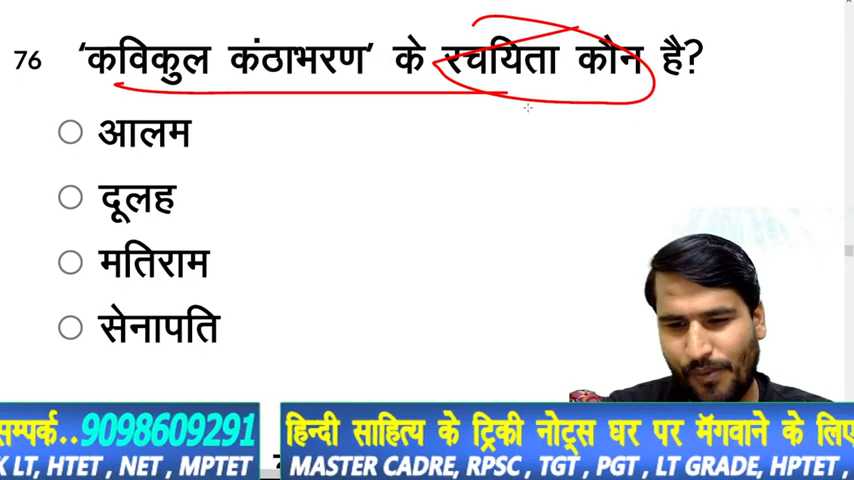 76 'कविकुल कंठाभरण' के रचयिता कौन है?
आलम
दूलह
मतिराम
सेनापति
सम्पर्क..9098609291
हिन्दी साहित्य के ट्रिकी नोट्स घर पर मॅगवाने के लिए
K LT, HTET , NET , MPTET
MASTER CADRE, RPSC , TGT , PGT , LT GRADE, HPTET ,